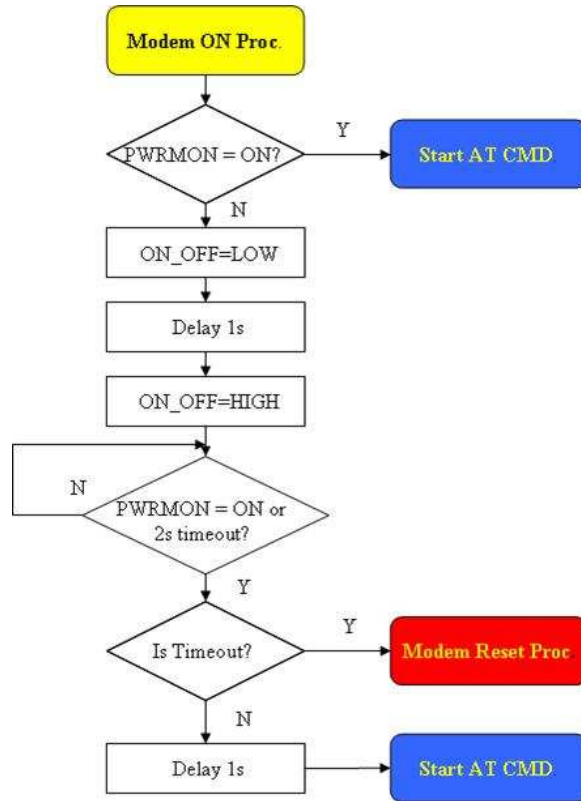 Modem ON Proc.
PWRMON = ON?
Y
Start AT CMD
N
ON_OFF=LOW
Delay 1s
ON_OFF=HIGH
N
PWRMON = ON or
2s timeout?
Y
Is Timeout?
Y
Modem Reset Proc
N
Delay 1s
Start AT CMD